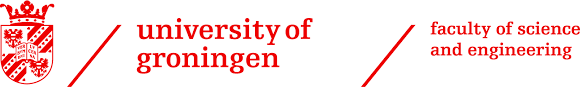 university of
groningen
faculty of science
and engineering